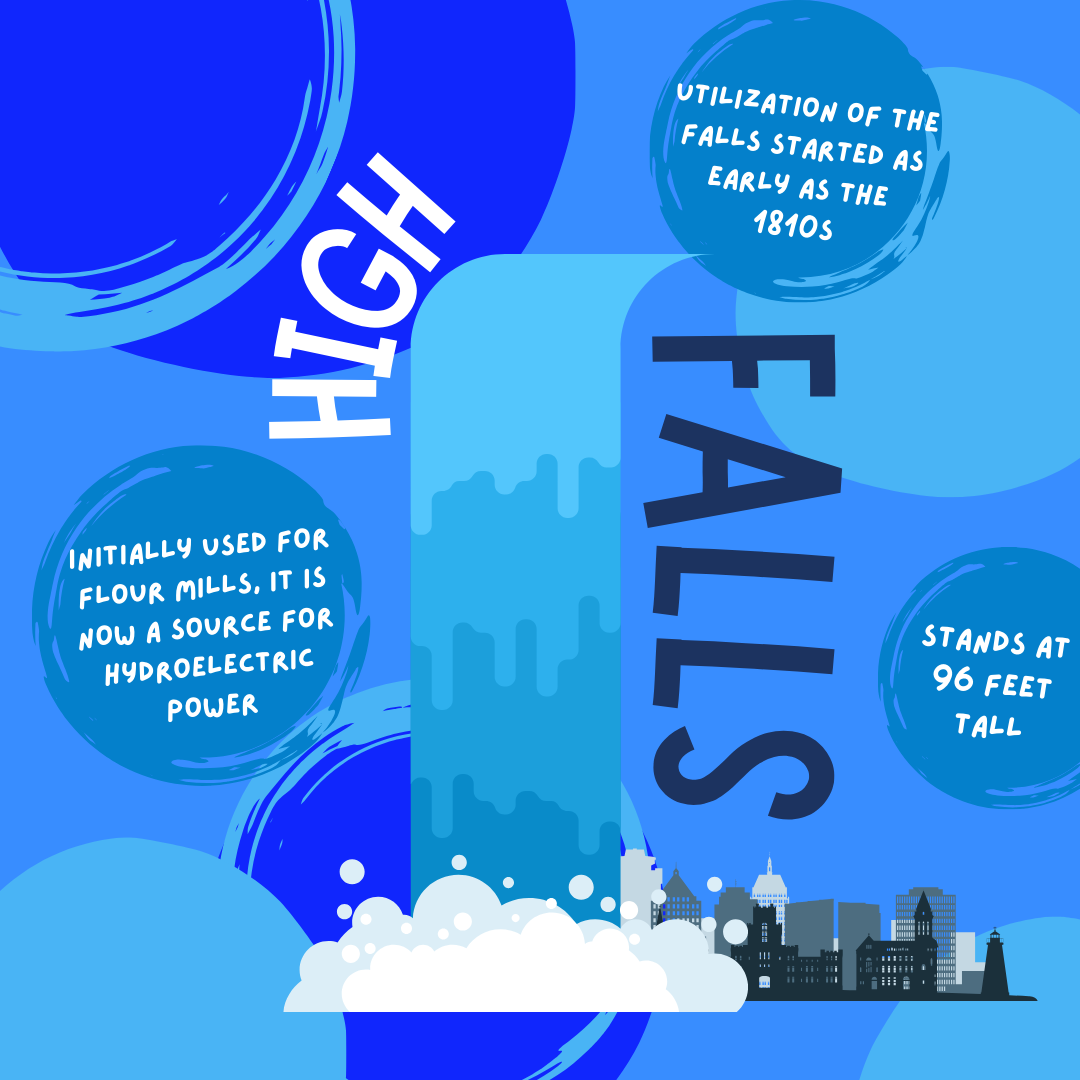 HIGH
FALLS
UTILIZATION OF THE
FALLS STARTED AS
EARLY AS THE
1810S
INITIALLY USED FOR
FLOUR MILLS, IT IS
NOW A SOURCE FOR
HYDROELECTRIC
POWER
STANDS AT
96 FEET
TALL